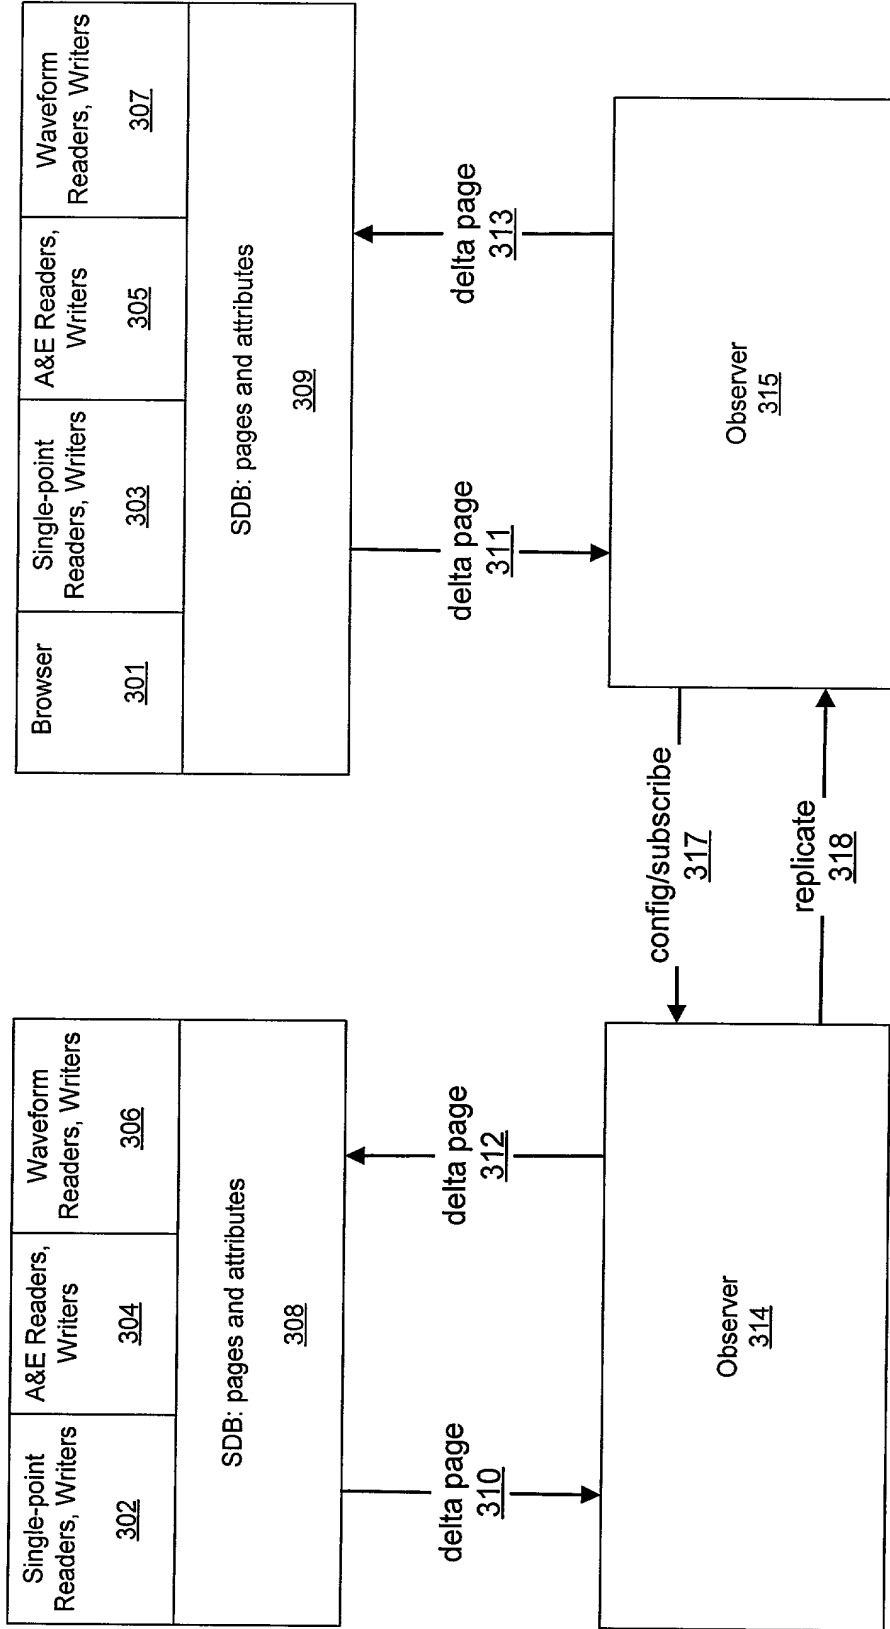 Single-point
Readers, Writers
302
A&E Readers,
Writers
304
Waveform
Readers, Writers
306
SDB: pages and attributes
308
delta page
310
delta page
312
Observer
314
config/subscribe
317
replicate
318
Browser
301
Single-point
Readers, Writers
303
A&E Readers,
Writers
305
Waveform
Readers, Writers
307
SDB: pages and attributes
309
delta page
311
delta page
313
Observer
315